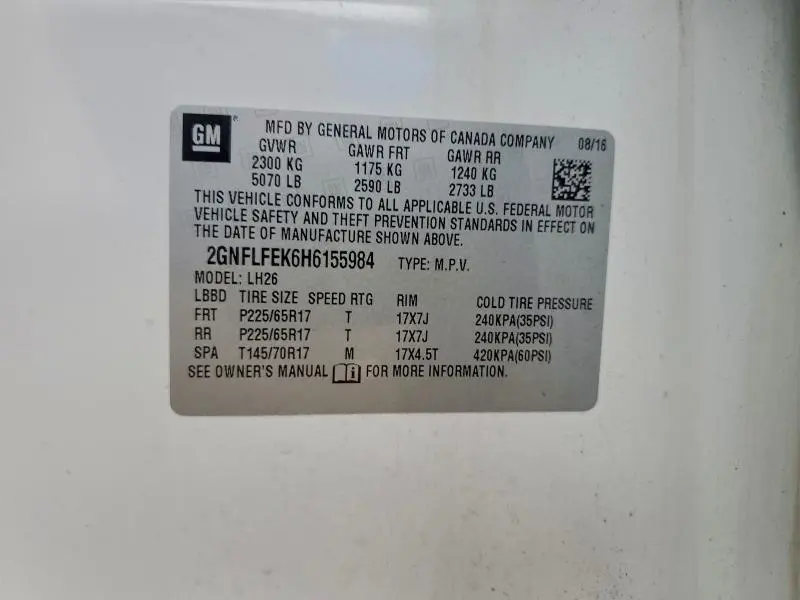 GM
MFD BY GENERAL MOTORS OF CANADA COMPANY 08/16
GVWR GAWR FRT GAWR RR
2300 KG 1175 KG 1240 KG
5070 LB 2590 LB 2733 LB
THIS VEHICLE CONFORMS TO ALL APPLICABLE U.S. FEDERAL MOTOR
VEHICLE SAFETY AND THEFT PREVENTION STANDARDS IN EFFECT ON
THE DATE OF MANUFACTURE SHOWN ABOVE.
2GNFLFEK6H6155984 TYPE: M.P.V.
MODEL: LH26
LBBD TIRE SIZE SPEED RTG RIM COLD TIRE PRESSURE
FRT P225/65R17 T 17X7J 240KPA(35PSI)
RR P225/65R17 T 17X7J 240KPA(35PSI)
SPA T145/70R17 M 17X4.5T 420KPA(60PSI)
SEE OWNER'S MANUAL FOR MORE INFORMATION.